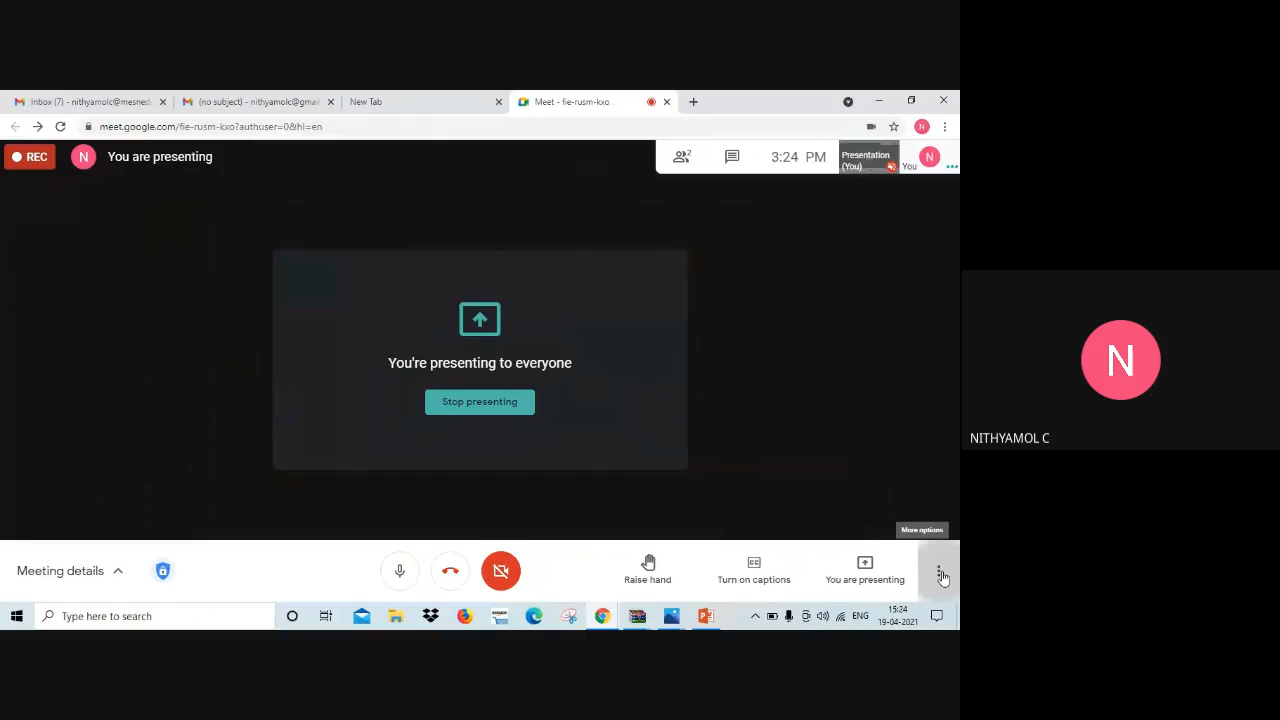 Inbox (7) - nithyamolc@mesned
(no subject) - nithyamolc@gmai
New Tab
Meet - fie-rusm-kxo
meet.google.com/fie-rusm-kxo?authuser=0&hl=en
N
REC
N
You are presenting
2
3:24 PM
Presentation
(You)
You
N
You're presenting to everyone
Stop presenting
N
NITHYAMOL C
More options
Meeting details
Raise hand
CC
Turn on captions
You are presenting
Type here to search
ENG
15:24
19-04-2021